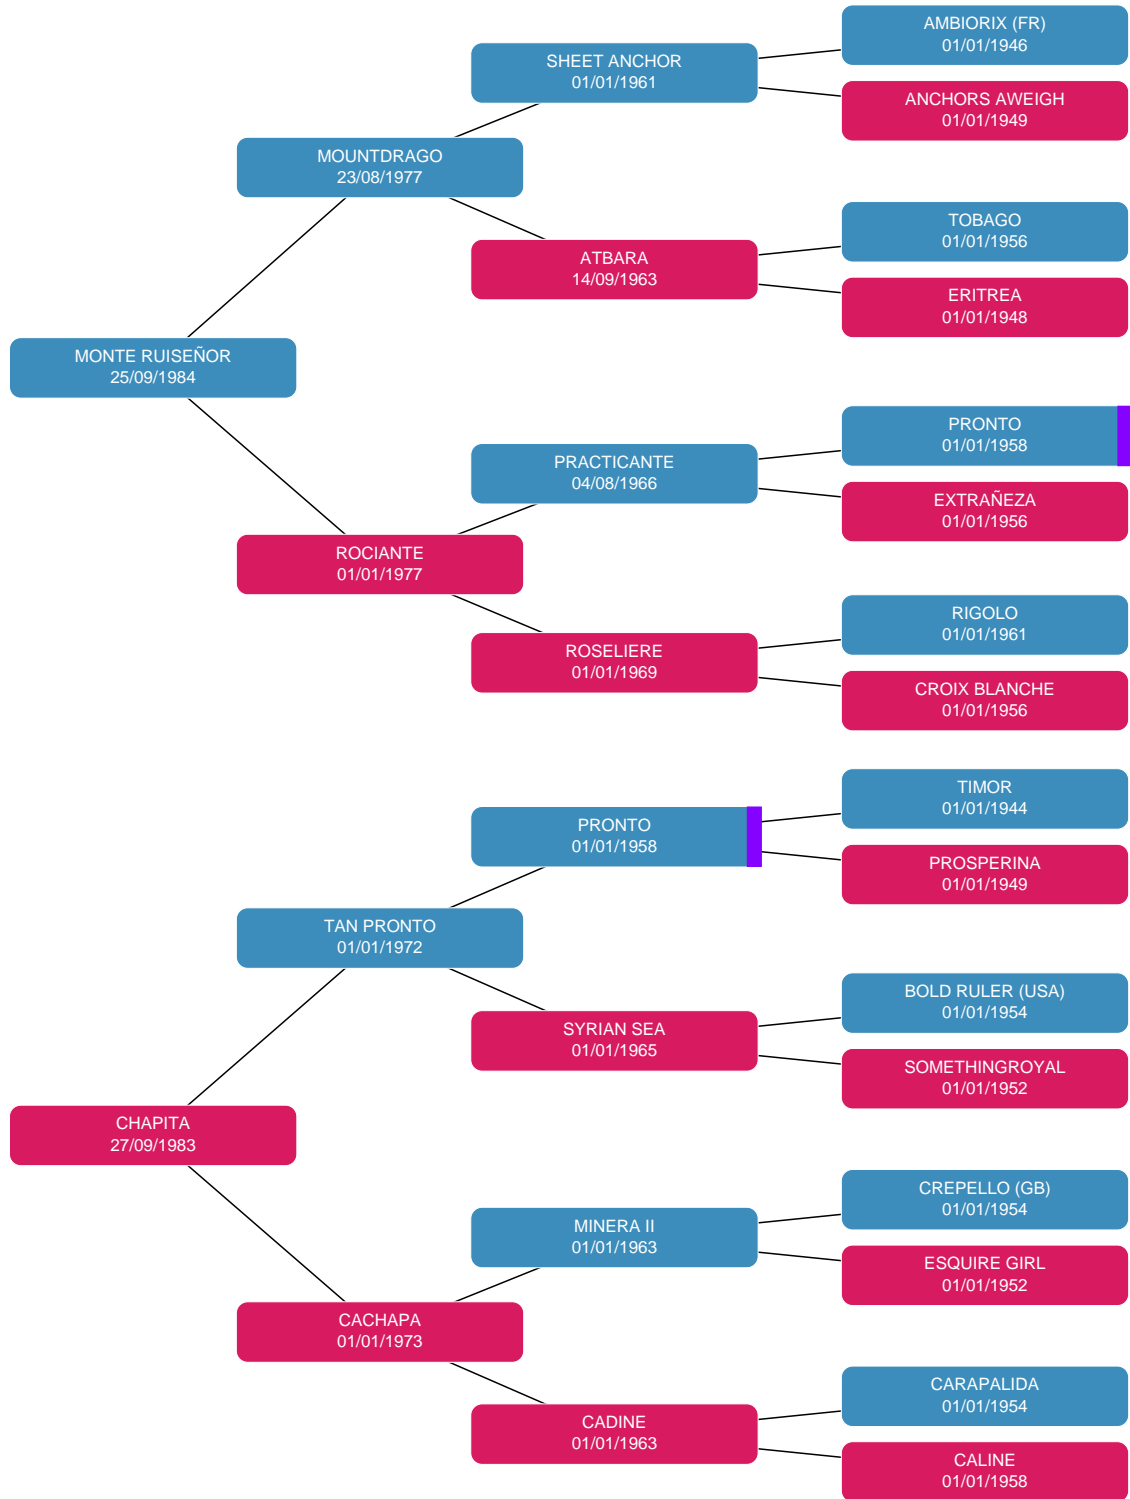 AMBIORIX (FR)
01/01/1946
SHEET ANCHOR
01/01/1961
ANCHORS AWEIGH
01/01/1949
MOUNTDRAGO
23/08/1977
TOBAGO
01/01/1956
ATBARA
14/09/1963
ERITREA
01/01/1948
MONTE RUISEÑOR
25/09/1984
PRONTO
01/01/1958
PRACTICANTE
04/08/1966
EXTRAÑEZA
01/01/1956
ROCIANTE
01/01/1977
RIGOLO
01/01/1961
ROSELIERE
01/01/1969
CROIX BLANCHE
01/01/1956
TIMOR
01/01/1944
PRONTO
01/01/1958
PROSPERINA
01/01/1949
TAN PRONTO
01/01/1972
BOLD RULER (USA)
01/01/1954
SYRIAN SEA
01/01/1965
SOMETHINGROYAL
01/01/1952
CHAPITA
27/09/1983
CREPELLO (GB)
01/01/1954
MINERA II
01/01/1963
ESQUIRE GIRL
01/01/1952
CACHAPA
01/01/1973
CARAPALIDA
01/01/1954
CADINE
01/01/1963
CALINE
01/01/1958